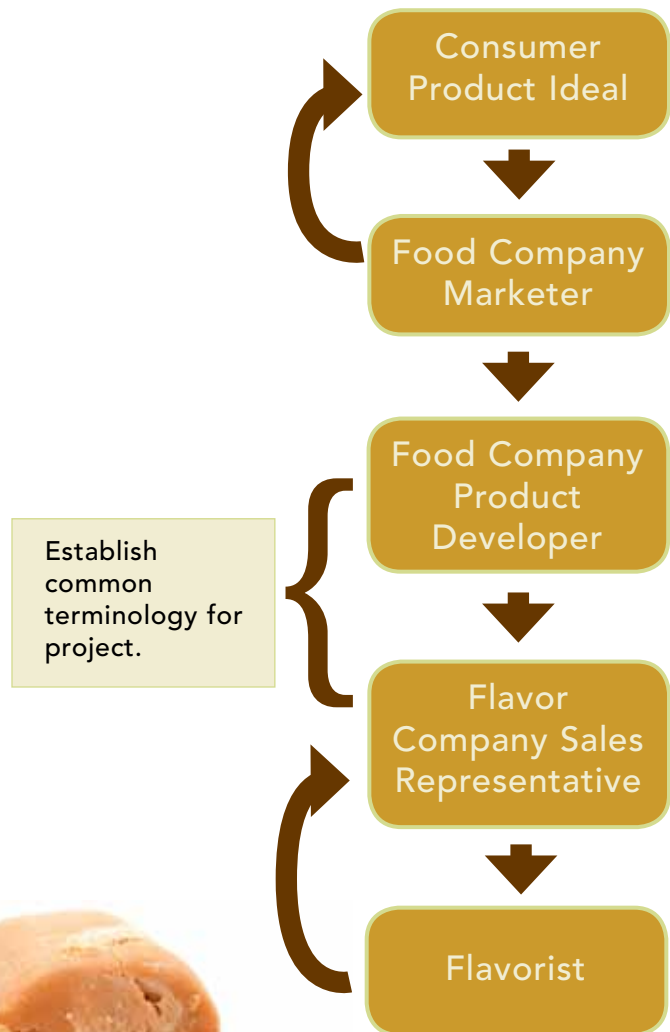 Consumer
Product Ideal
Food Company
Marketer
Food Company
Product
Developer
Establish
common
terminology for
project.
Flavor
Company Sales
Representative
Flavorist